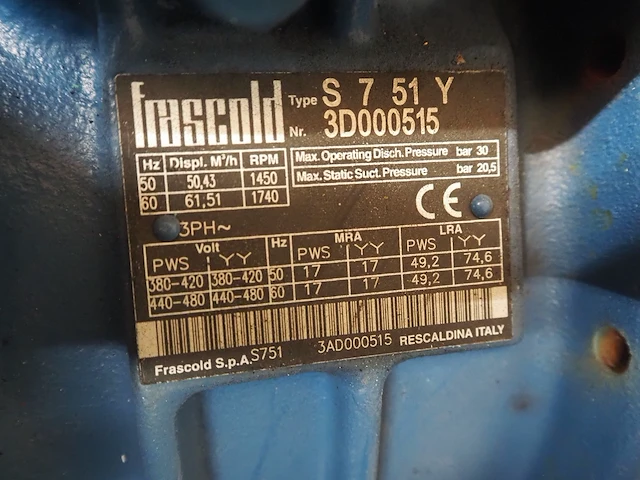 frascold Type S 7 51 Y
Nr. 3D000515
Hz Displ. M³/h RPM
50 50,43 1450
60 61,51 1740
Max. Operating Disch. Pressure bar 30
Max. Static Suct. Pressure bar 20,5
CE
3PH~
Volt Hz MRA LRA
PWS YY PWS YY PWS YY
380-420 380-420 50 17 17 49,2 74,6
440-480 440-480 60 17 17 49,2 74,6
Frascold S.p.A S751 3AD000515 RESCALDINA ITALY